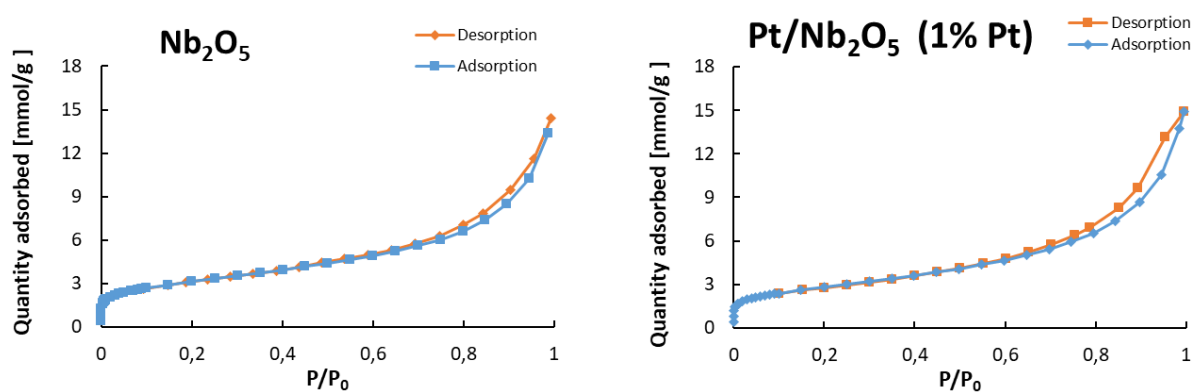 Nb₂O₅
Desorption
Adsorption
Quantity adsorbed [mmol/g ]
18
15
12
9
6
3
0
0
0,2
0,4
0,6
0,8
1
P/P₀
Pt/Nb₂O₅ (1% Pt)
Desorption
Adsorption
Quantity adsorbed [mmol/g ]
18
15
12
9
6
3
0
0
0,2
0,4
0,6
0,8
1
P/P₀